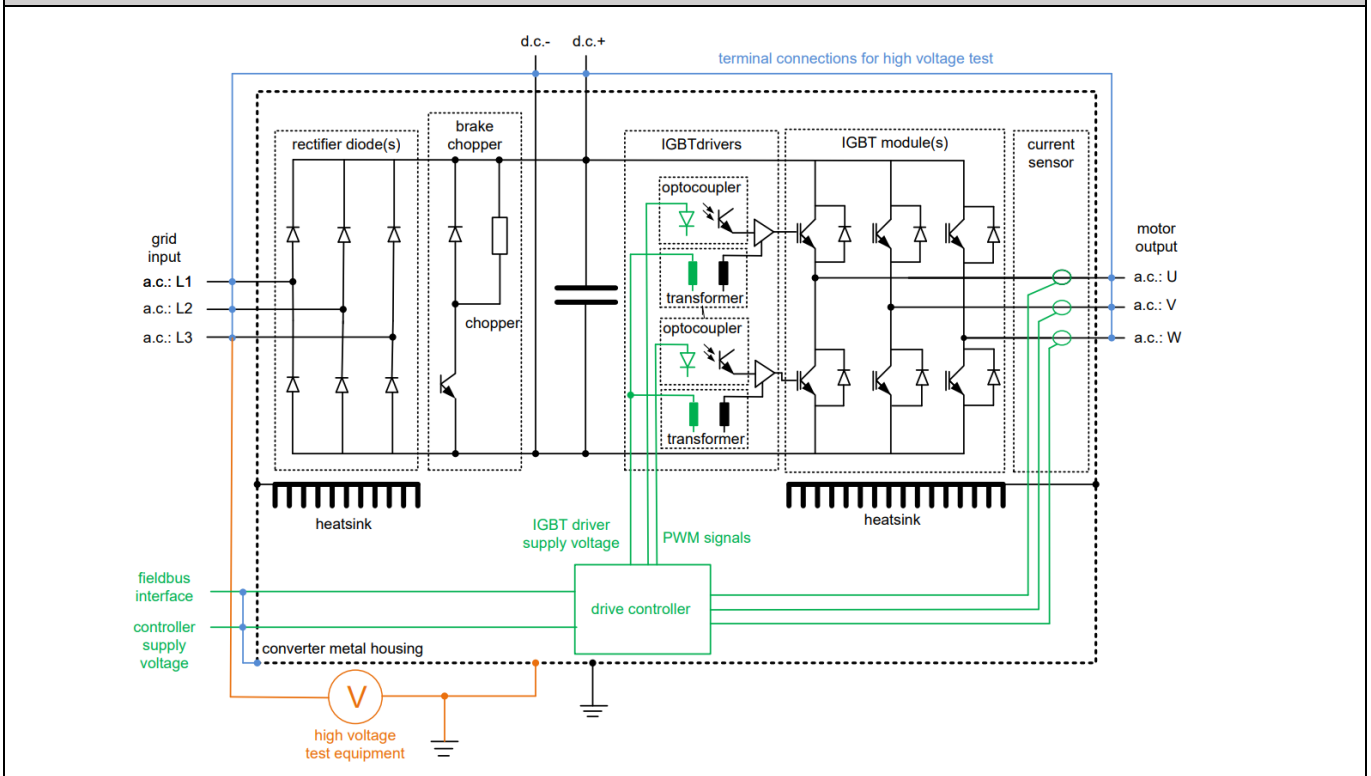 d.c.- d.c.+
terminal connections for high voltage test
rectifier diode(s)
brake
chopper
IGBTdrivers
IGBT module(s)
current
sensor
optocoupler
grid
input
motor
output
a.c.: L1
a.c.: U
transformer
a.c.: L2
a.c.: V
chopper
optocoupler
a.c.: L3
a.c.: W
transformer
heatsink
heatsink
IGBT driver
supply voltage
PWM signals
fieldbus
interface
drive controller
controller
supply
voltage
converter metal housing
V
high voltage
test equipment